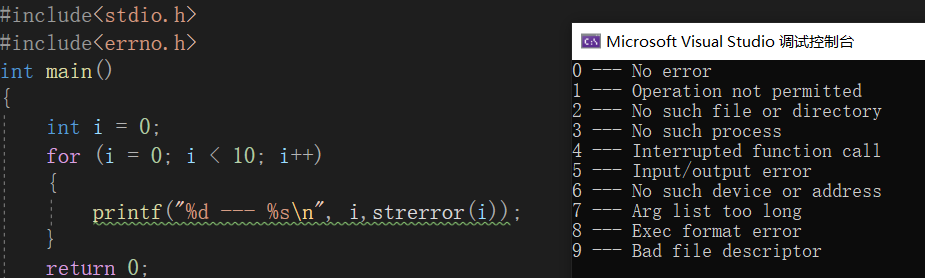 #include<stdio.h>
#include<errno.h>
int main()
{
    int i = 0;
    for (i = 0; i < 10; i++)
    {
        printf("%d --- %s\n", i,strerror(i));
    }
    return 0;
Microsoft Visual Studio 调试控制台
0 --- No error
1 --- Operation not permitted
2 --- No such file or directory
3 --- No such process
4 --- Interrupted function call
5 --- Input/output error
6 --- No such device or address
7 --- Arg list too long
8 --- Exec format error
9 --- Bad file descriptor